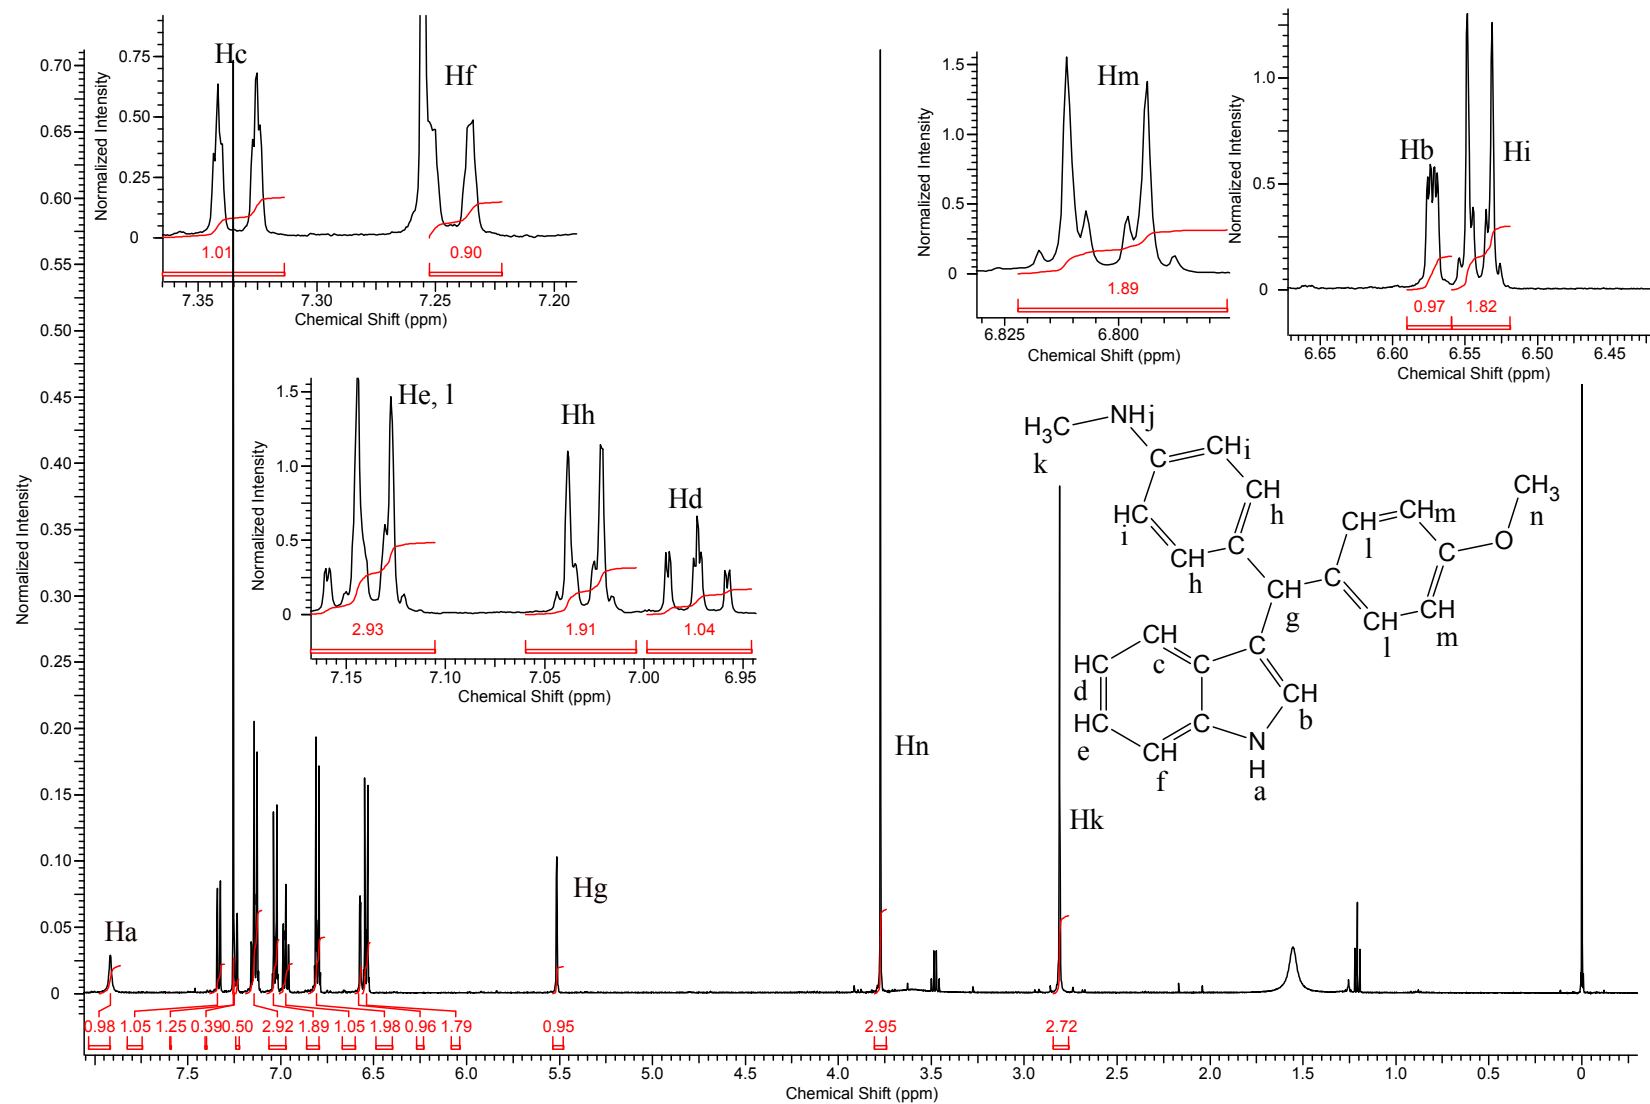 Hc
Hf
Normalized Intensity
0.75
0.50
0.25
0
1.01
0.90
7.35
7.30
7.25
7.20
Chemical Shift (ppm)
Hm
Normalized Intensity
1.5
1.0
0.5
0
1.89
6.825
6.800
Chemical Shift (ppm)
Hb
Hi
Normalized Intensity
1.0
0.5
0
0.97
1.82
6.65
6.60
6.55
6.50
6.45
Chemical Shift (ppm)
He, l
Hh
Hd
Normalized Intensity
1.5
1.0
0.5
0
2.93
1.91
1.04
7.15
7.10
7.05
7.00
6.95
Chemical Shift (ppm)
H3C
NHj
k
C
CHi
HC
i
CH
h
CH
h
C
CH
g
C
CH
l
CHm
C
O
CH3
n
CH
m
CH
l
CH
c
HC
d
HC
e
CH
f
C
C
C
CH
b
N
H
a
Normalized Intensity
0.70
0.65
0.60
0.55
0.50
0.45
0.40
0.35
0.30
0.25
0.20
0.15
0.10
0.05
0
Ha
Hg
Hn
Hk
0.98
1.05
1.25
0.39
0.50
2.92
1.89
1.05
1.98
0.96
1.79
0.95
2.95
2.72
7.5
7.0
6.5
6.0
5.5
5.0
4.5
4.0
3.5
3.0
2.5
2.0
1.5
1.0
0.5
0
Chemical Shift (ppm)